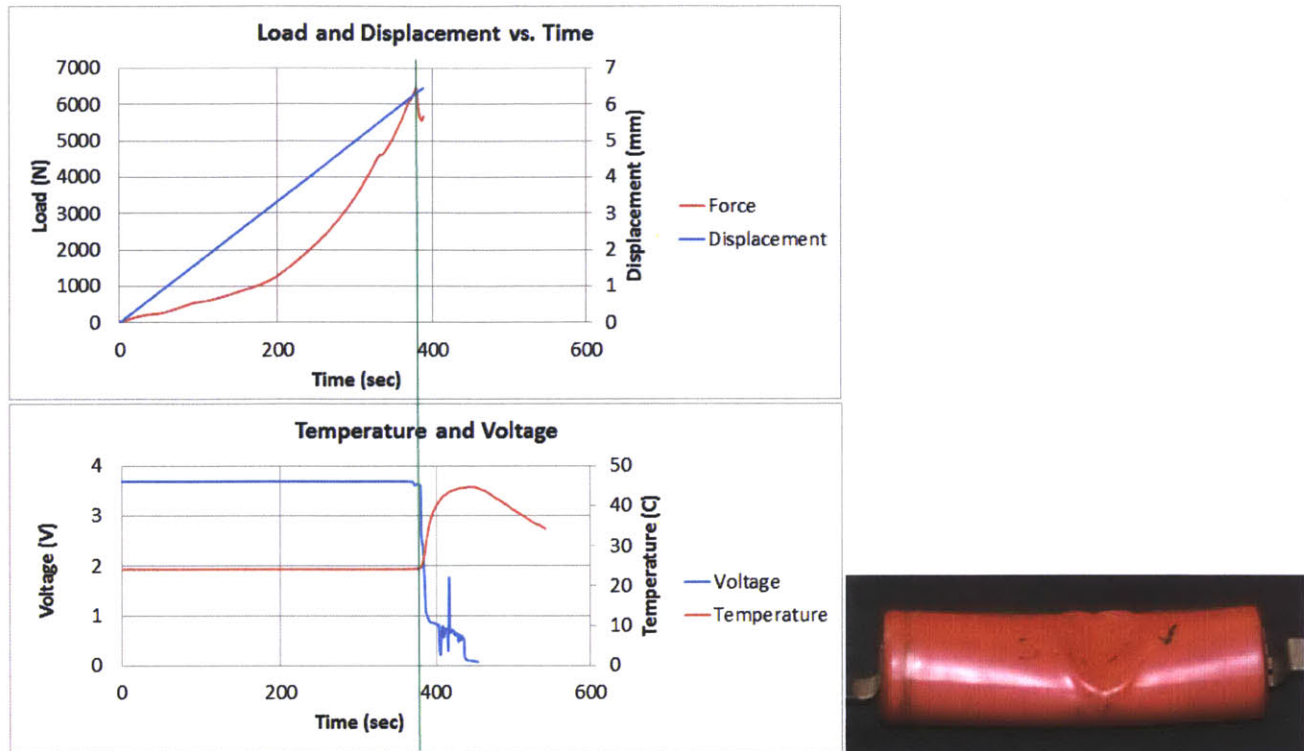 Load and Displacement vs. Time
7000
6000
5000
4000
3000
2000
1000
0
Load (N)
7
6
5
4
3
2
1
0
Displacement (mm)
0 200 400 600
Time (sec)
Force
Displacement
Temperature and Voltage
4
3
2
1
0
Voltage (V)
50
40
30
20
10
0
Temperature (C)
0 200 400 600
Time (sec)
Voltage
Temperature